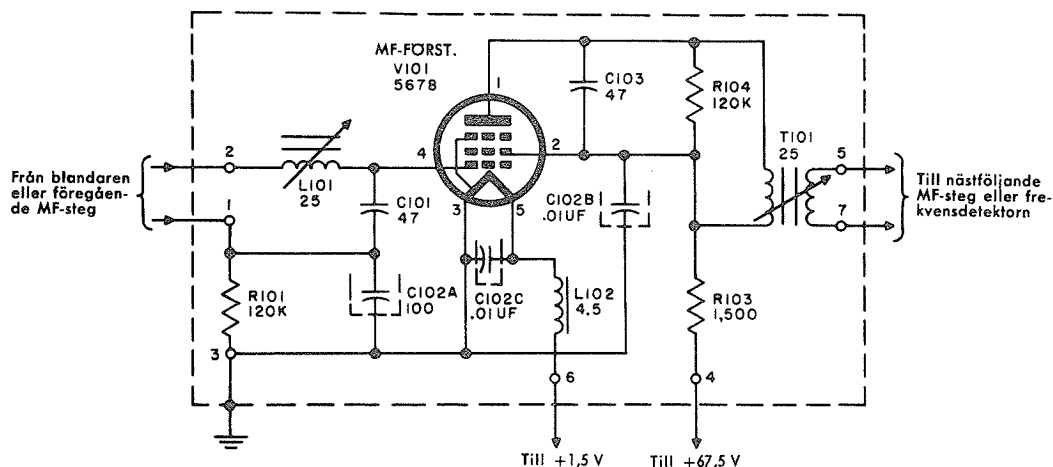 MF-FÖRST.
V101
5678
1
C103
47
R104
120K
T101
25
5
7
2
4
2
L101
25
C101
47
3
5
C102B
.01UF
Från blandaren
eller föregåen-
de MF-steg
Till nästföljande
MF-steg eller fre-
kvensdetektorn
1
R101
120K
C102A
100
C102C
.01UF
L102
4.5
R103
1,500
3
6
4
Till +1,5 V
Till +67,5 V